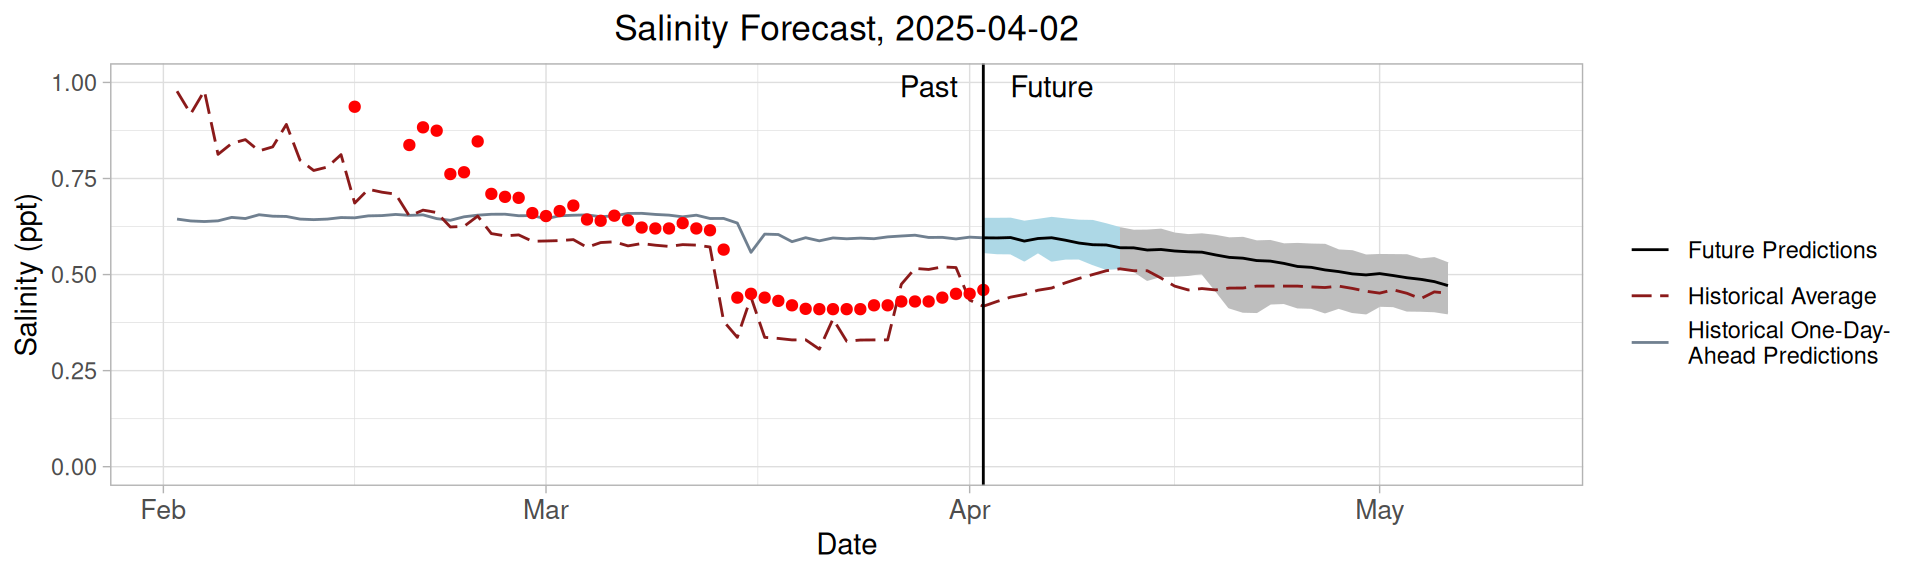 Salinity Forecast, 2025-04-02
Past
Future
1.00
0.75
0.50
0.25
0.00
Salinity (ppt)
Feb
Mar
Apr
May
Date
Future Predictions
Historical Average
Historical One-Day-
Ahead Predictions